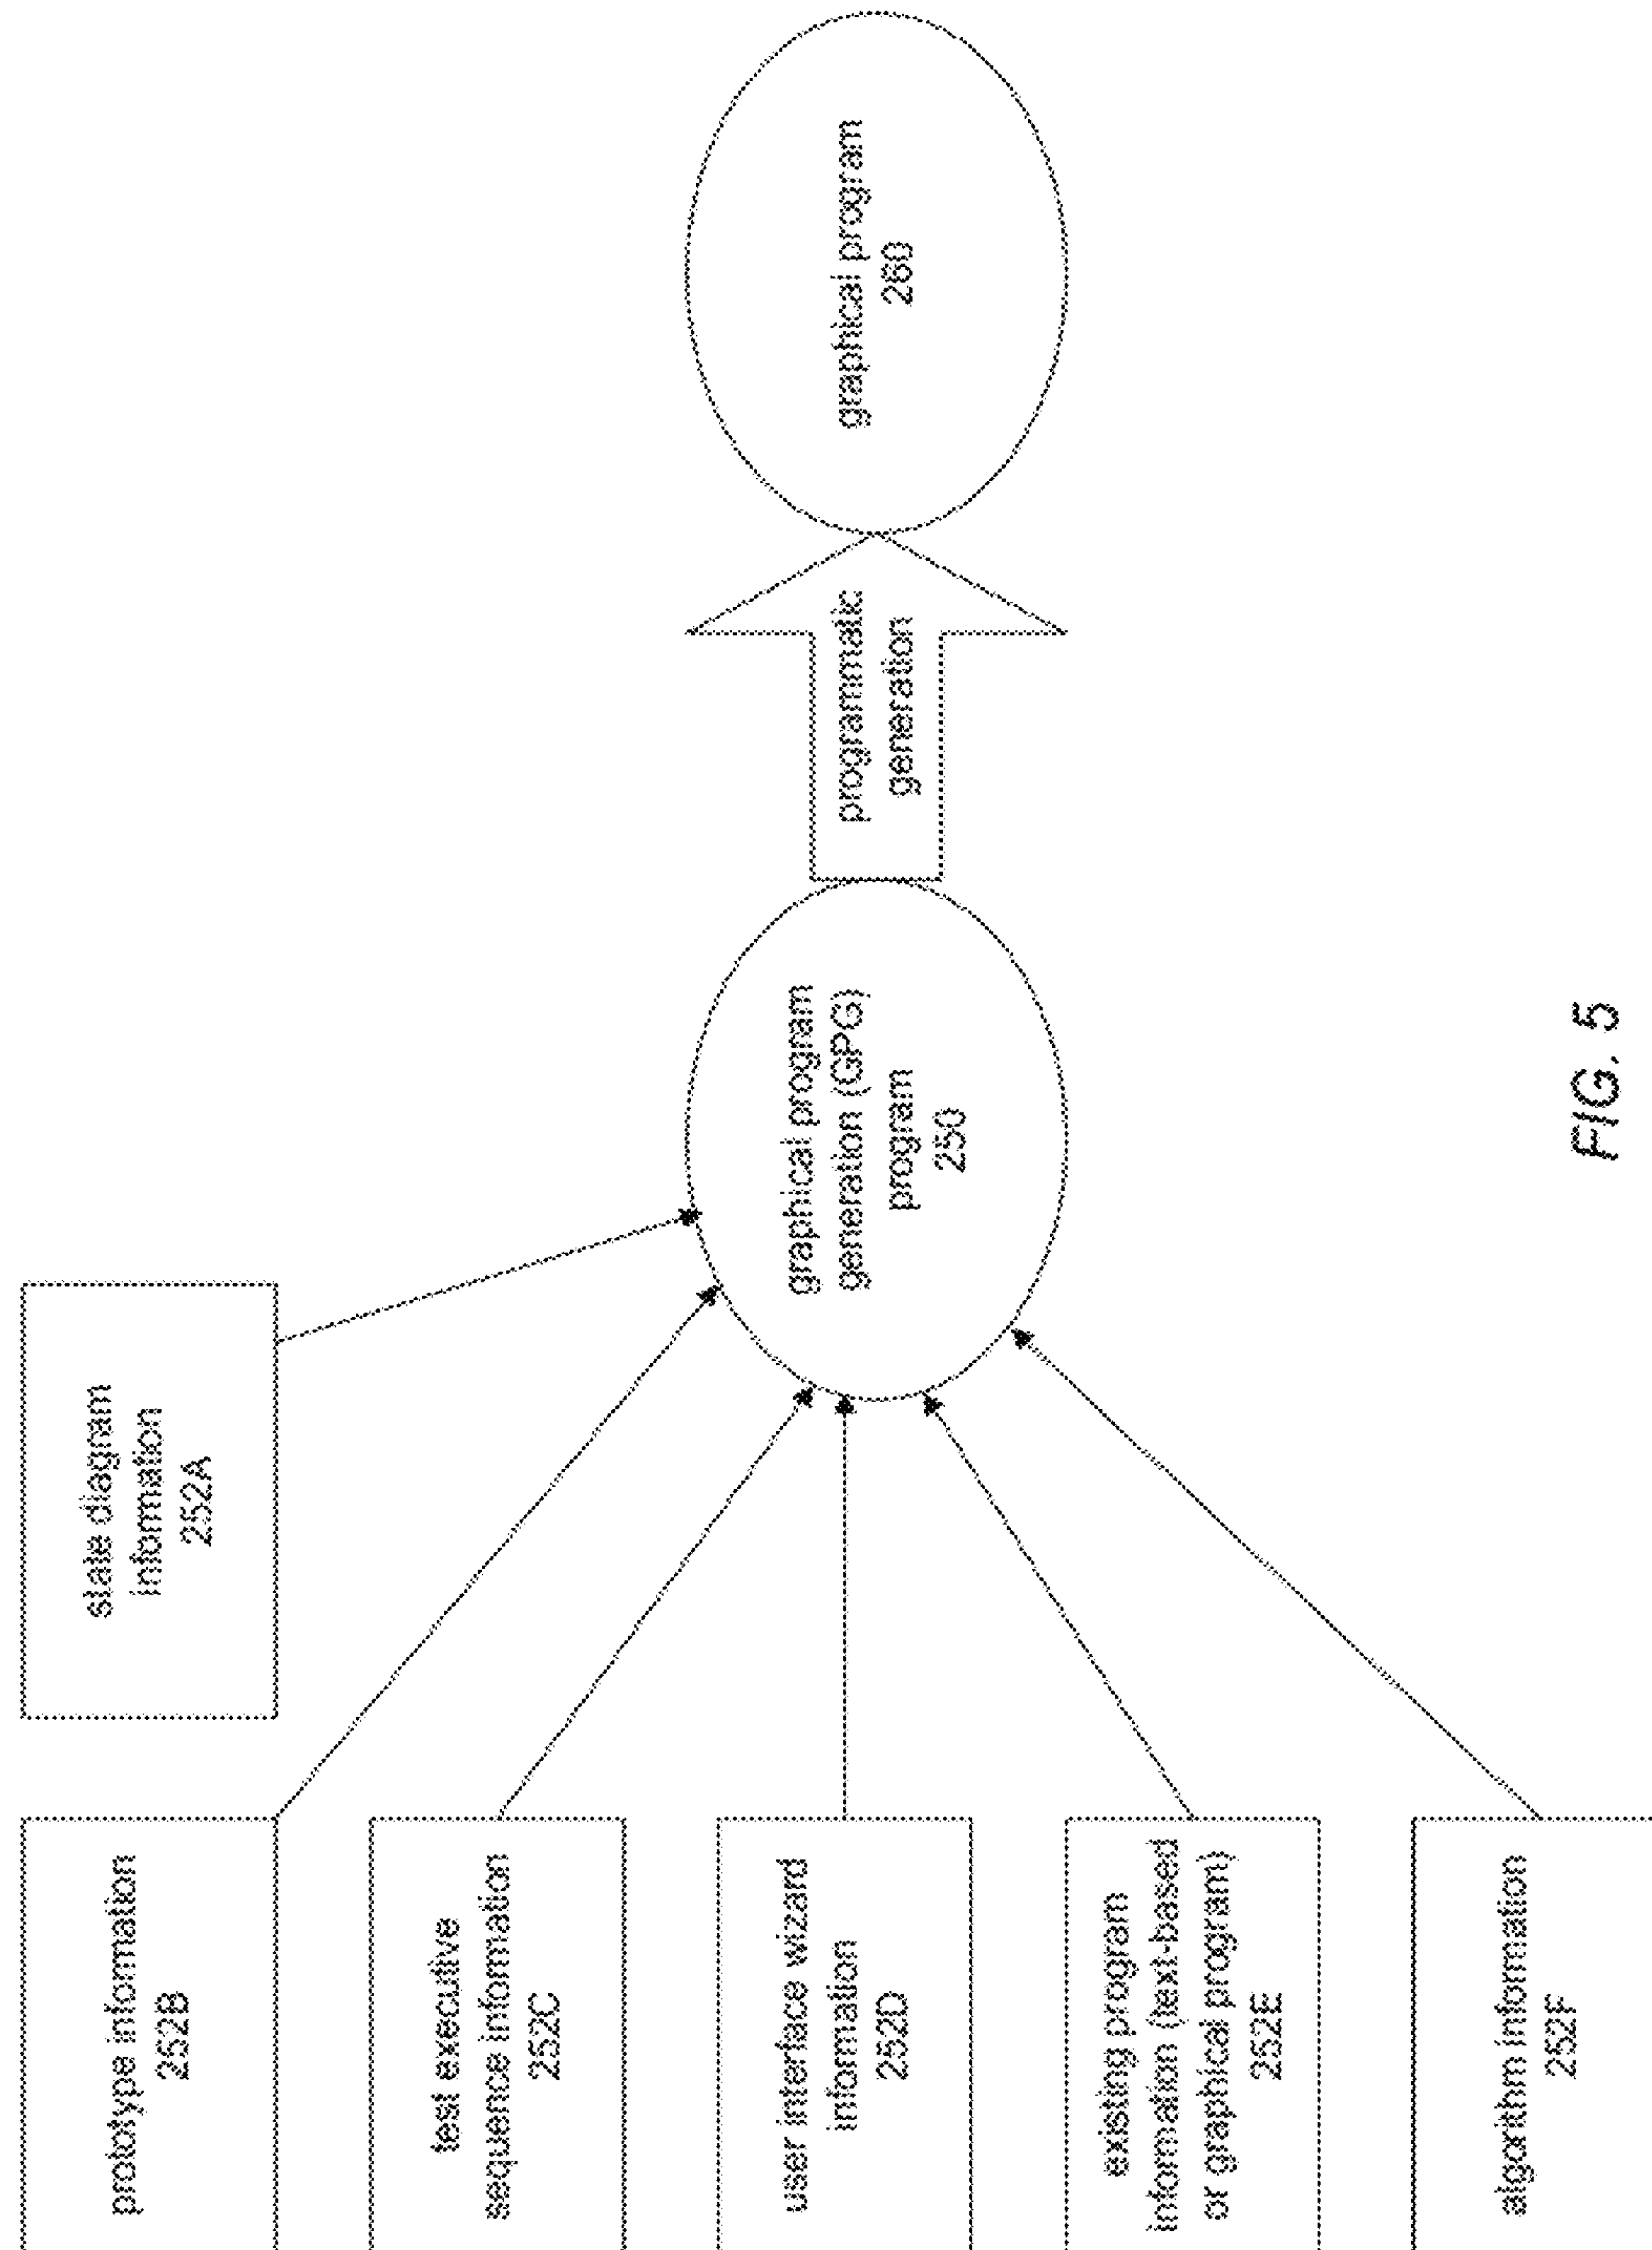 state diagram
information
252A
prototype information
252B
test executive
sequence information
252C
user interface wizard
information
252D
existing program
information (text-based
or graphical program)
252E
algorithm information
252F
graphical program
generation (GPG)
program
250
programmatic
generation
graphical program
260
FIG. 5